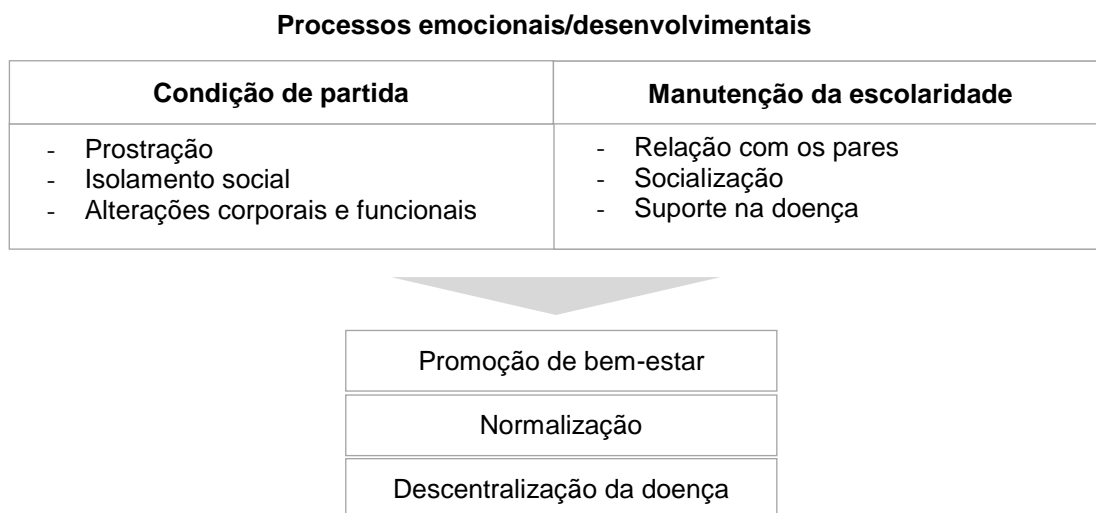 Processos emocionais/desenvolvimentais
Condição de partida
Manutenção da escolaridade
- Prostração
- Isolamento social
- Alterações corporais e funcionais
- Relação com os pares
- Socialização
- Suporte na doença
Promoção de bem-estar
Normalização
Descentralização da doença